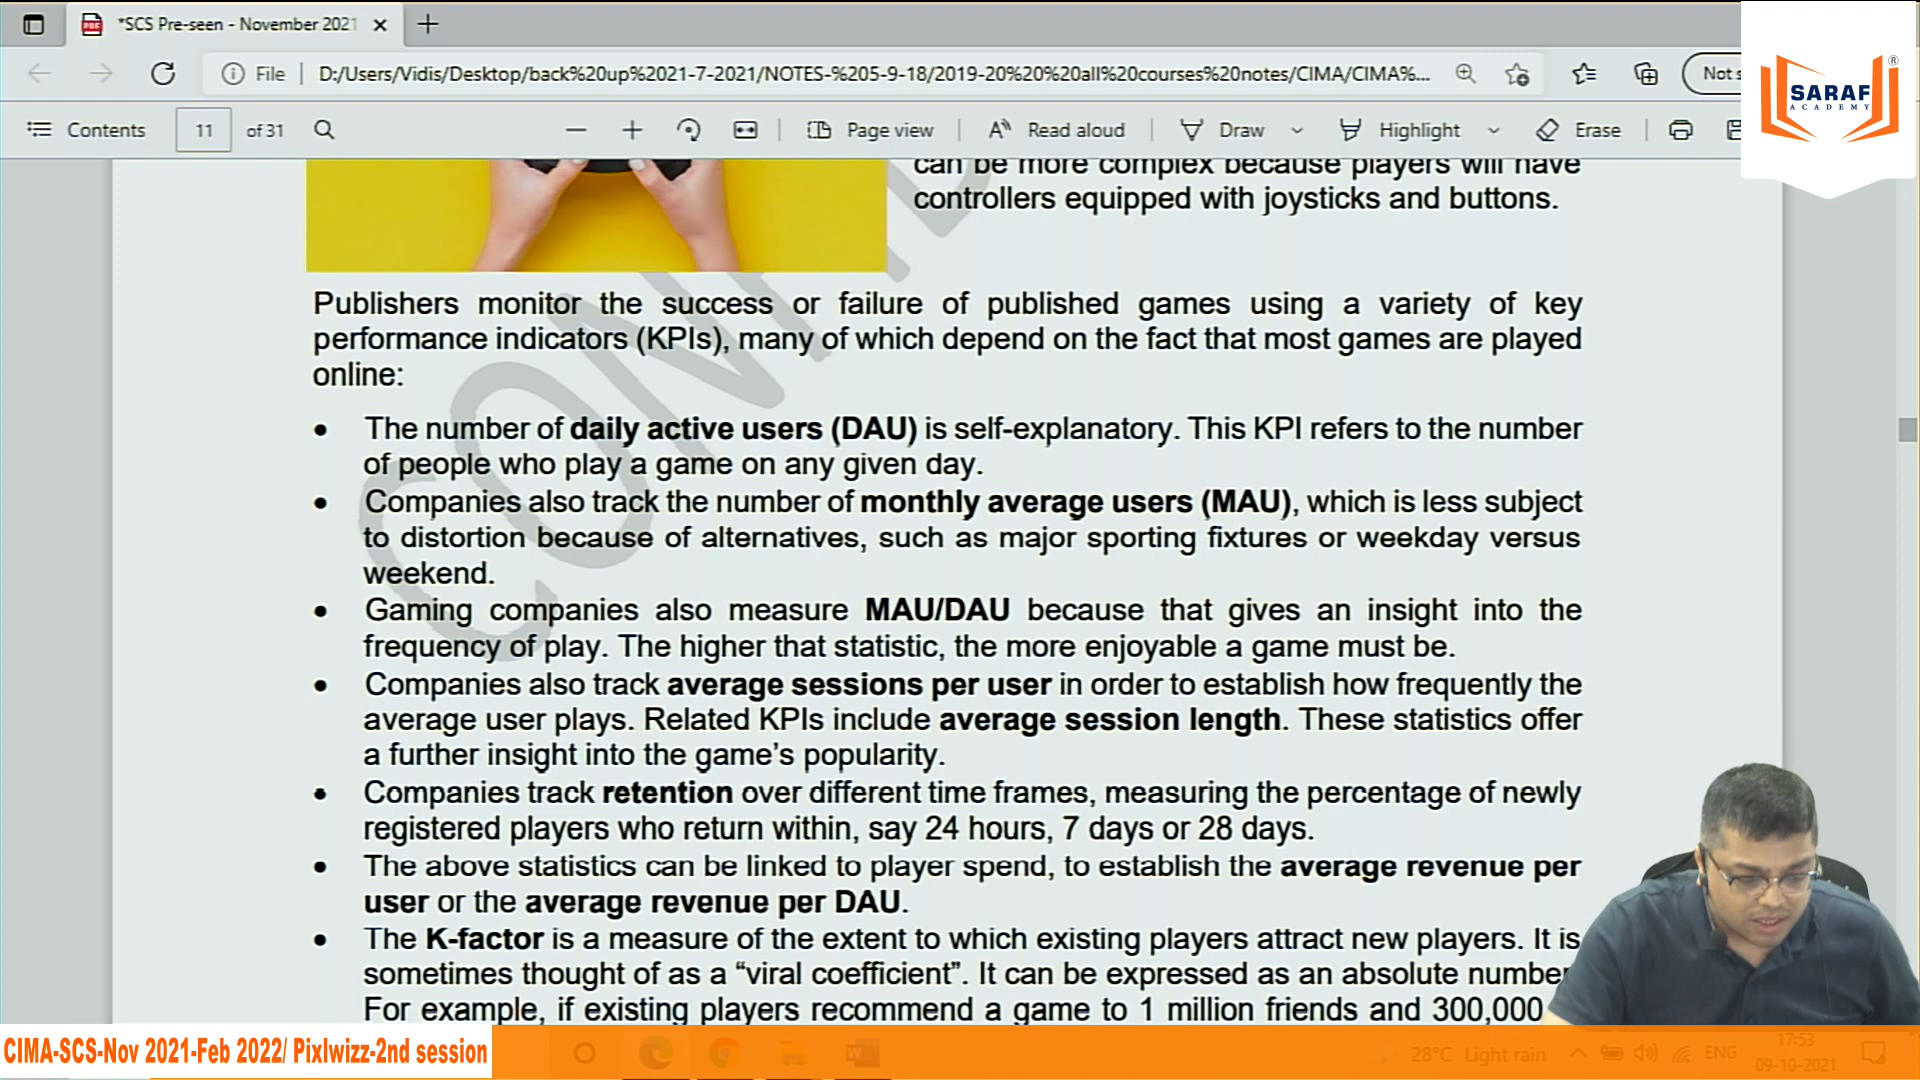 *SCS Pre-seen - November 2021
File
D:/Users/Vidis/Desktop/back%20up%2021-7-2021/NOTES-%205-9-18/2019-20%20%20all%20courses%20notes/CIMA/CIMA%...
Not s
SARAF
ACADEMY
®
Contents
11 of 31
Page view
Read aloud
Draw
Highlight
Erase
can be more complex because players will have
controllers equipped with joysticks and buttons.
Publishers monitor the success or failure of published games using a variety of key
performance indicators (KPIs), many of which depend on the fact that most games are played
online:
• The number of daily active users (DAU) is self-explanatory. This KPI refers to the number
of people who play a game on any given day.
• Companies also track the number of monthly average users (MAU), which is less subject
to distortion because of alternatives, such as major sporting fixtures or weekday versus
weekend.
• Gaming companies also measure MAU/DAU because that gives an insight into the
frequency of play. The higher that statistic, the more enjoyable a game must be.
• Companies also track average sessions per user in order to establish how frequently the
average user plays. Related KPIs include average session length. These statistics offer
a further insight into the game's popularity.
• Companies track retention over different time frames, measuring the percentage of newly
registered players who return within, say 24 hours, 7 days or 28 days.
• The above statistics can be linked to player spend, to establish the average revenue per
user or the average revenue per DAU.
• The K-factor is a measure of the extent to which existing players attract new players. It is
sometimes thought of as a “viral coefficient”. It can be expressed as an absolute number
For example, if existing players recommend a game to 1 million friends and 300,000
CIMA-SCS-Nov 2021-Feb 2022/ Pixlwizz-2nd session
28°C Light rain
ENG
17:53
09-10-2021